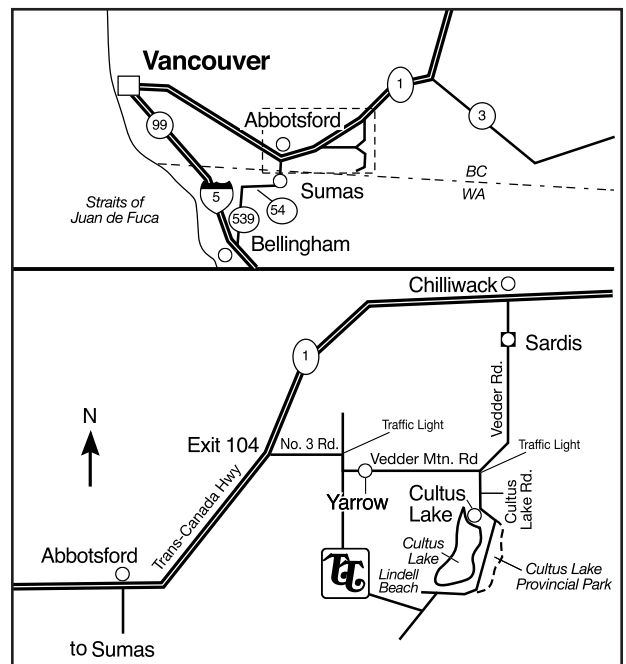 Vancouver
1
Abbotsford
3
99
BC
WA
Straits of
Juan de Fuca
5
Sumas
54
539
Bellingham
Chilliwack
Sardis
1
Vedder Rd.
N
Traffic Light
Exit 104
No. 3 Rd.
Traffic Light
Vedder Mtn. Rd
Trans-Canada Hwy
Yarrow
Cultus
Lake
Cultus
Lake Rd.
Cultus
Lake
Abbotsford
Lindell
Beach
Cultus Lake
Provincial Park
to Sumas